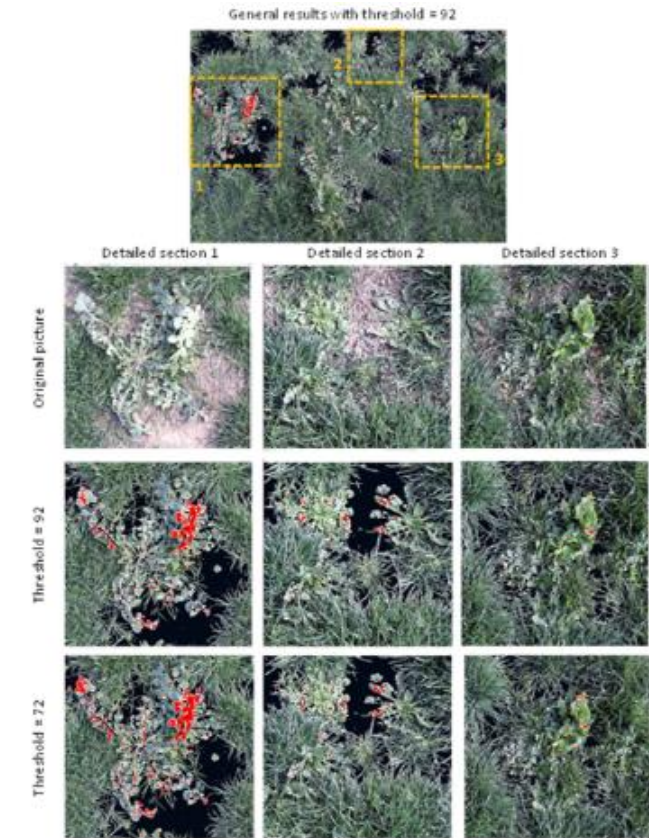 General results with threshold = 92
2
1
3
Detailed section 1
Detailed section 2
Detailed section 3
Original picture
Threshold = 92
Threshold = 72